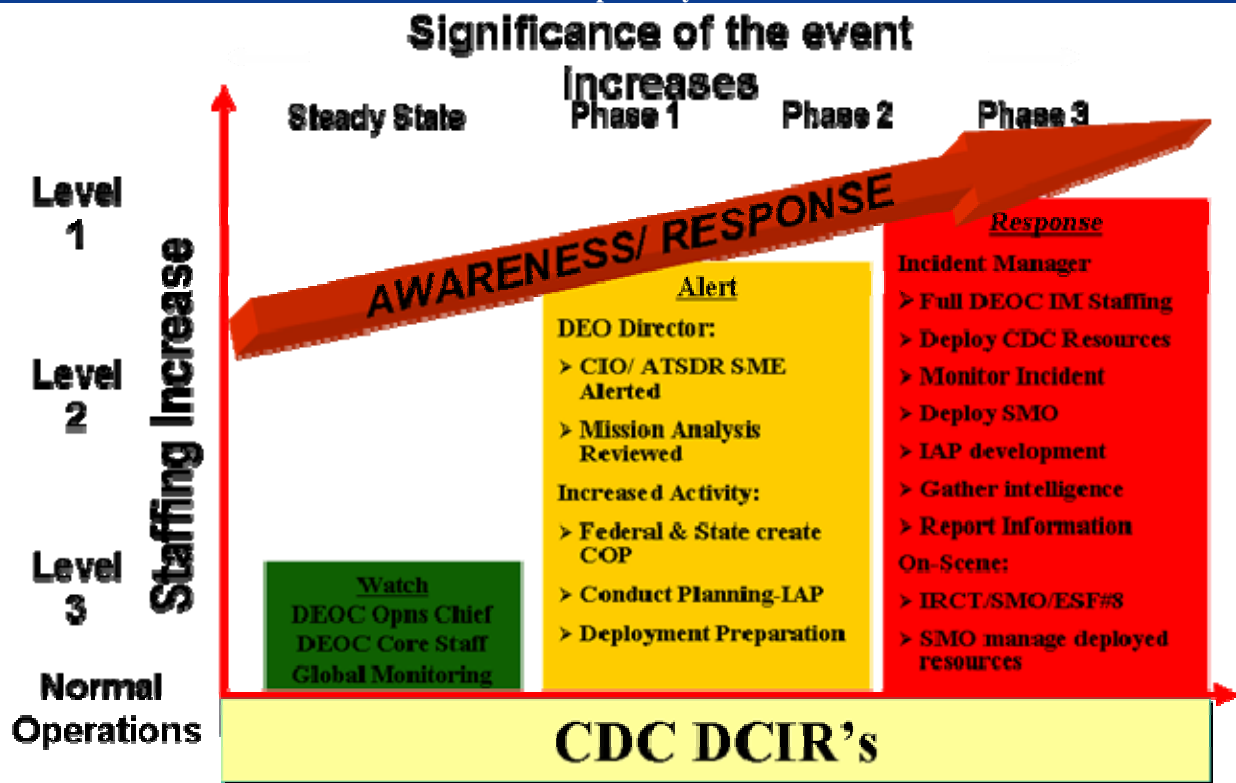 Significance of the event
Increases
Steady State
Phase 1
Phase 2
Phase 3
Level
1
Level
2
Level
3
Normal
Operations
Staffing Increase
AWARENESS/ RESPONSE
Watch
DEOC Opns Chief
DEOC Core Staff
Global Monitoring
Alert
DEO Director:
➢ CIO/ ATSDR SME
Alerted
➢ Mission Analysis
Reviewed
Increased Activity:
➢ Federal & State create
COP
➢ Conduct Planning-IAP
➢ Deployment Preparation
Response
Incident Manager
➢ Full DEOC IM Staffing
➢ Deploy CDC Resources
➢ Monitor Incident
➢ Deploy SMO
➢ IAP development
➢ Gather intelligence
➢ Report Information
On-Scene:
➢ IRCT/SMO/ESF#8
➢ SMO manage deployed
resources
CDC DCIR's